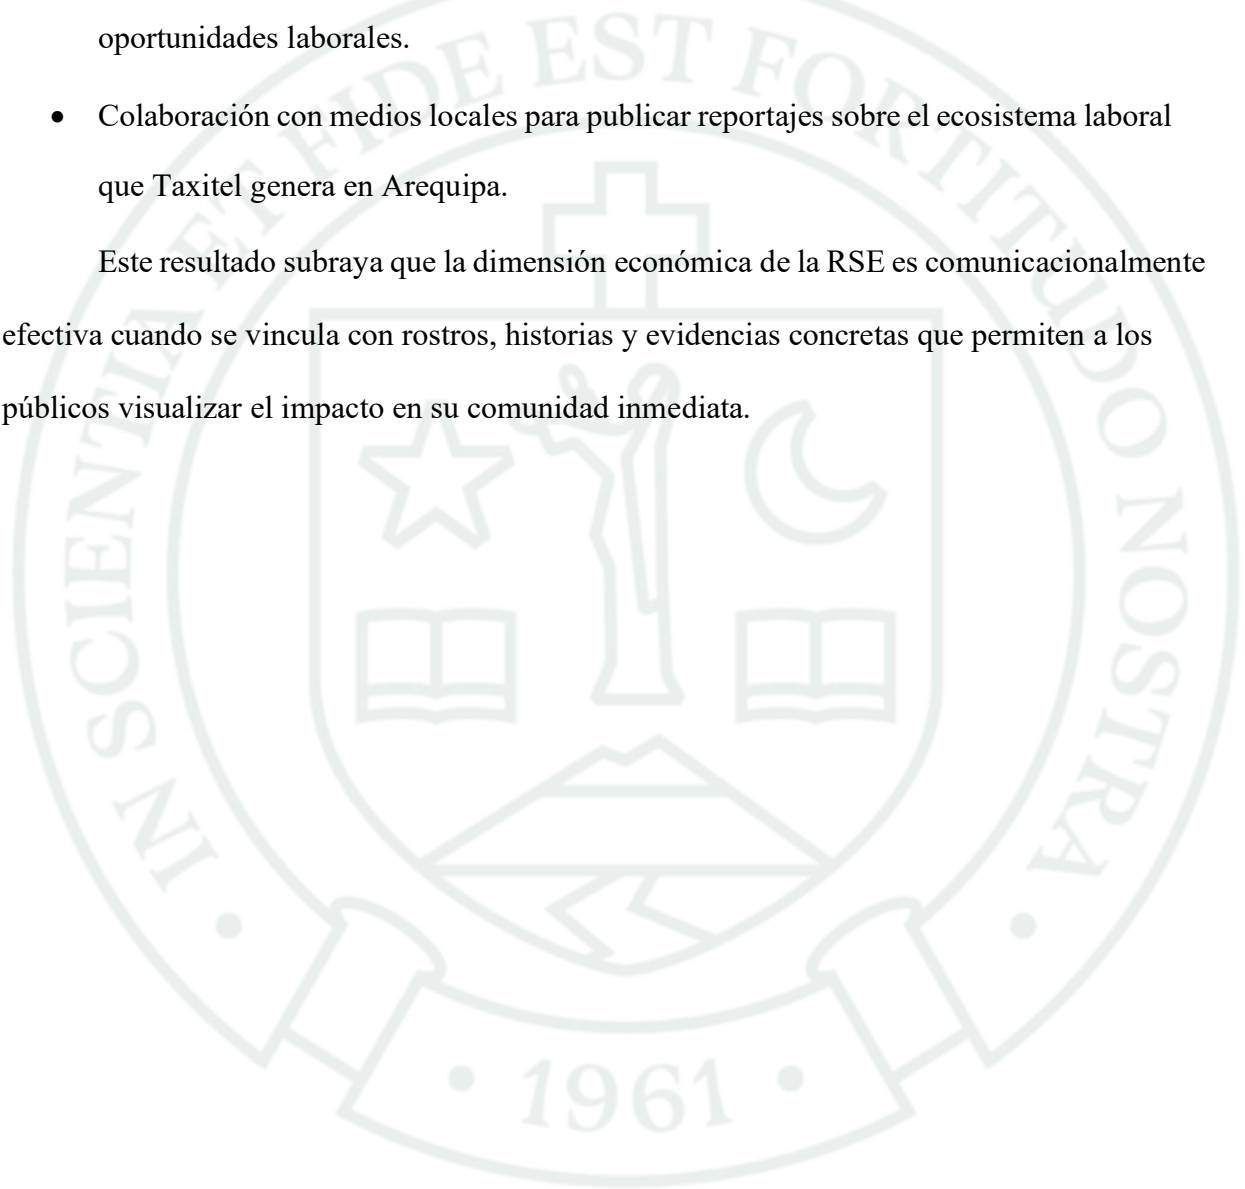 oportunidades laborales.
• Colaboración con medios locales para publicar reportajes sobre el ecosistema laboral
que Taxitel genera en Arequipa.
Este resultado subraya que la dimensión económica de la RSE es comunicacionalmente
efectiva cuando se vincula con rostros, historias y evidencias concretas que permiten a los
públicos visualizar el impacto en su comunidad inmediata.
IN SCIENTIA ET FIDE EST FORTITUDO NOSTRA
• 1961 •